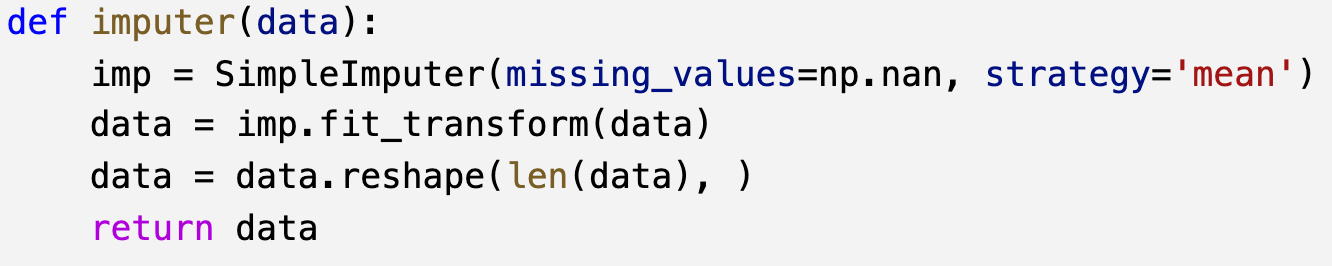 def imputer(data):
    imp = SimpleImputer(missing_values=np.nan, strategy='mean')
    data = imp.fit_transform(data)
    data = data.reshape(len(data), )
    return data